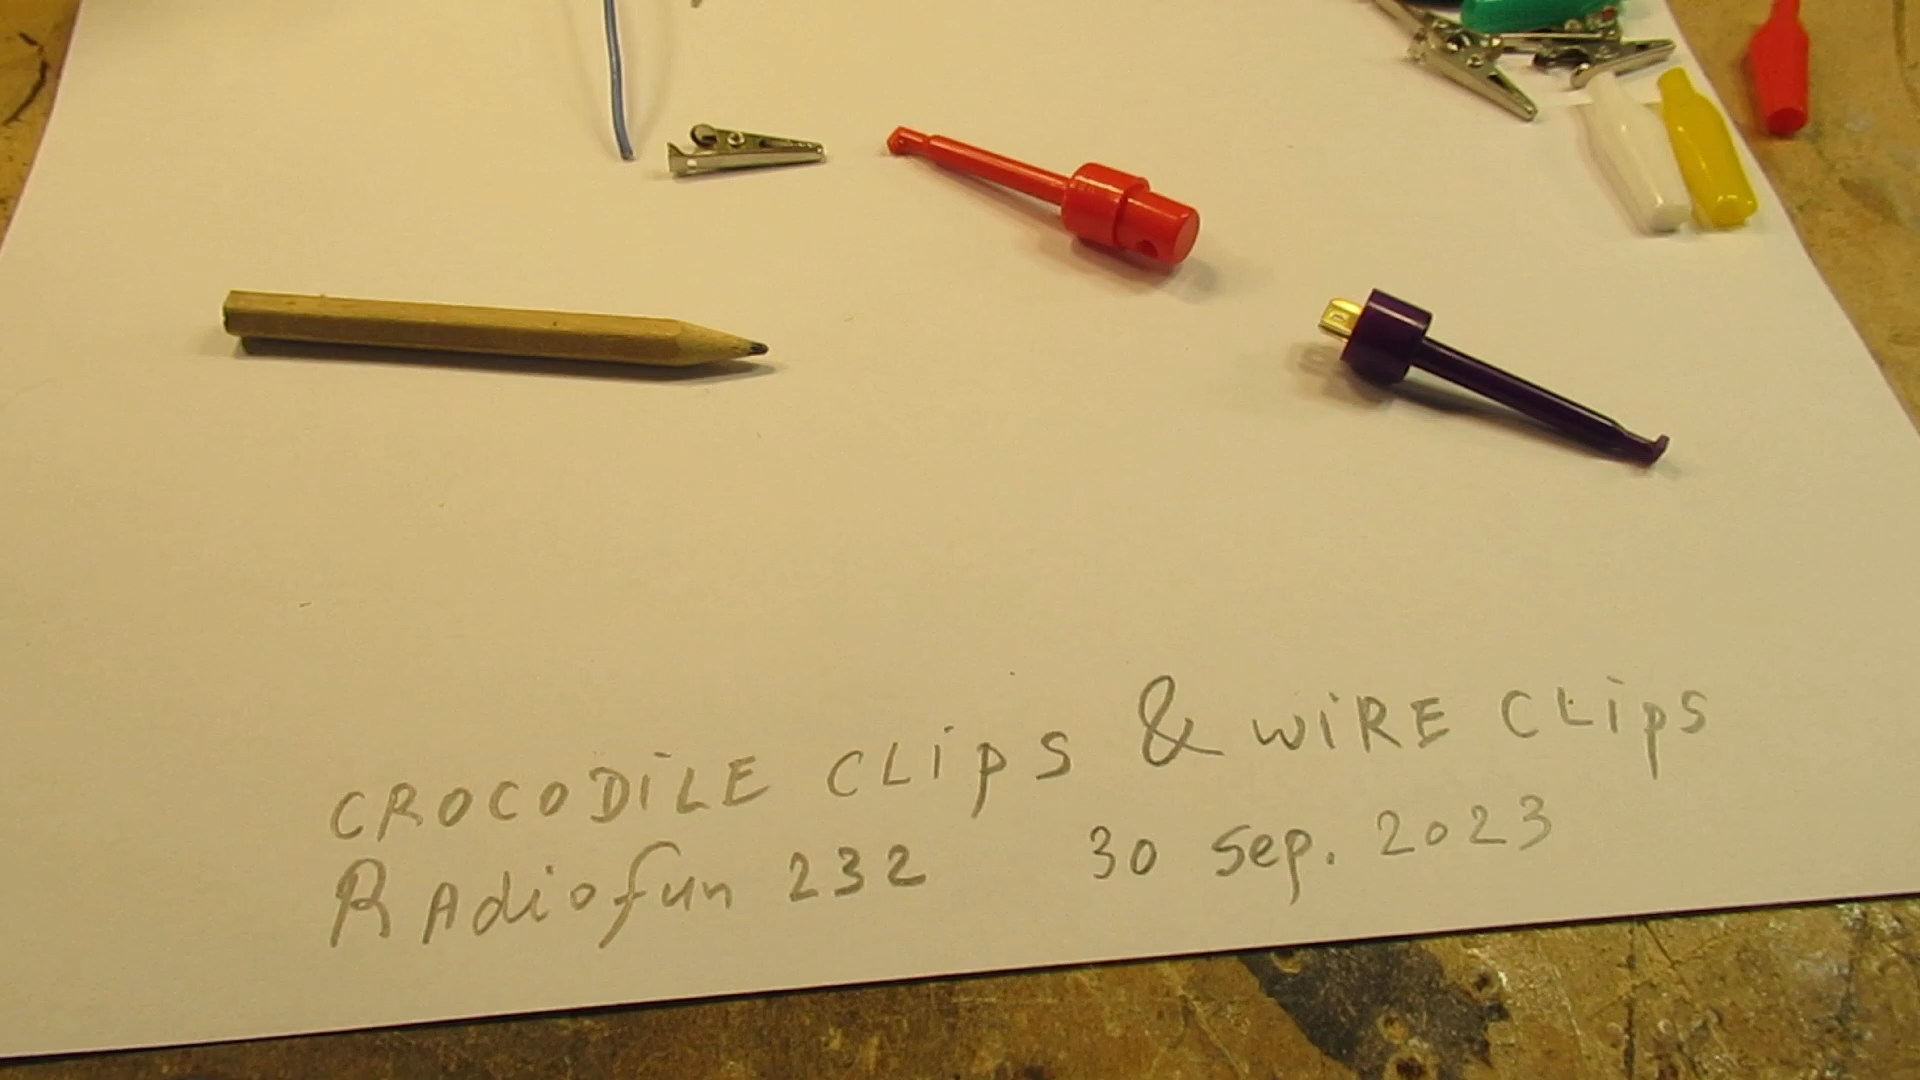 CROCODiLE CLips & WiRE CLips
RAdiofun 232 30 Sep. 2023